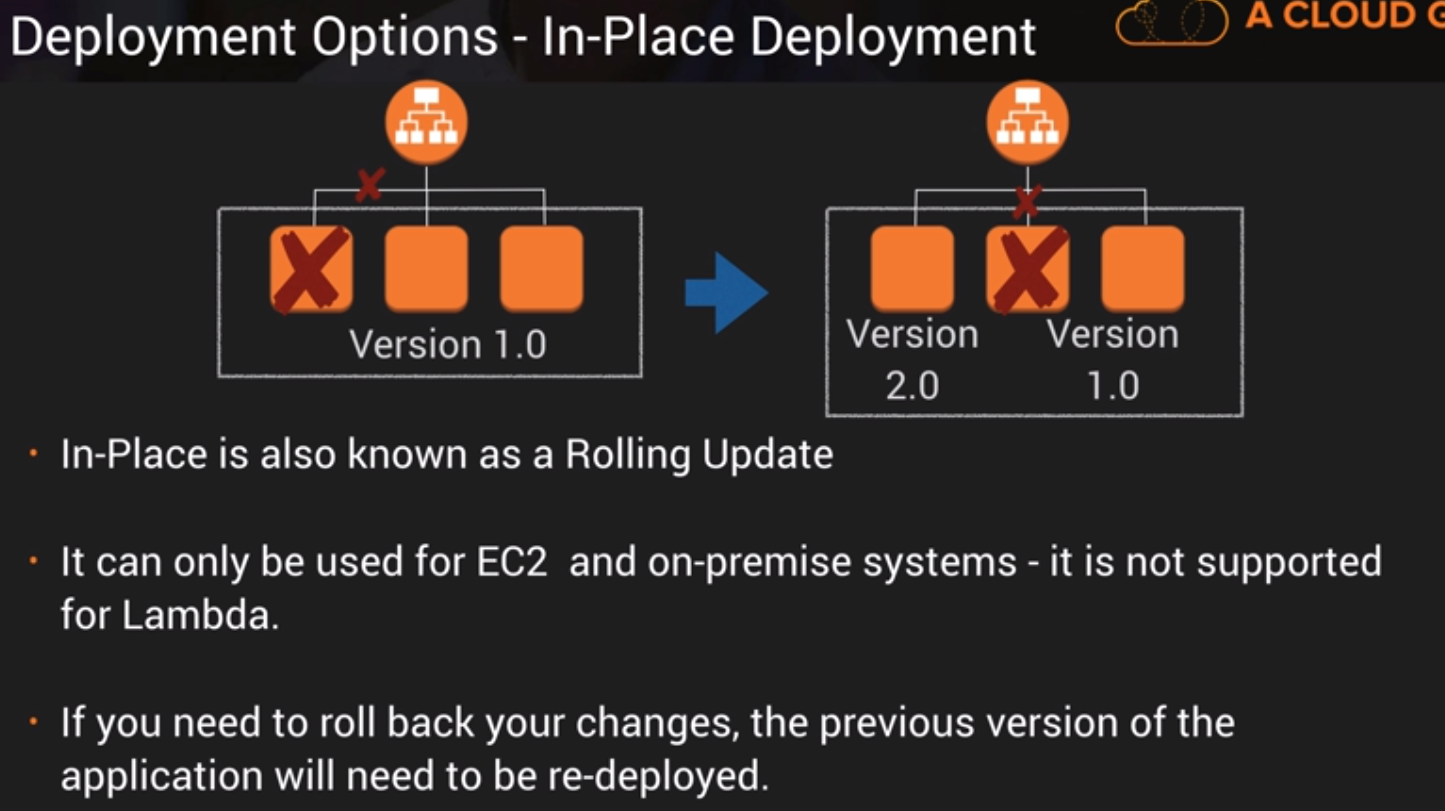 Deployment Options - In-Place Deployment
A CLOUD G
Version 1.0
Version
Version
2.0
1.0
· In-Place is also known as a Rolling Update
· It can only be used for EC2  and on-premise systems - it is not supported
for Lambda.
· If you need to roll back your changes, the previous version of the
application will need to be re-deployed.